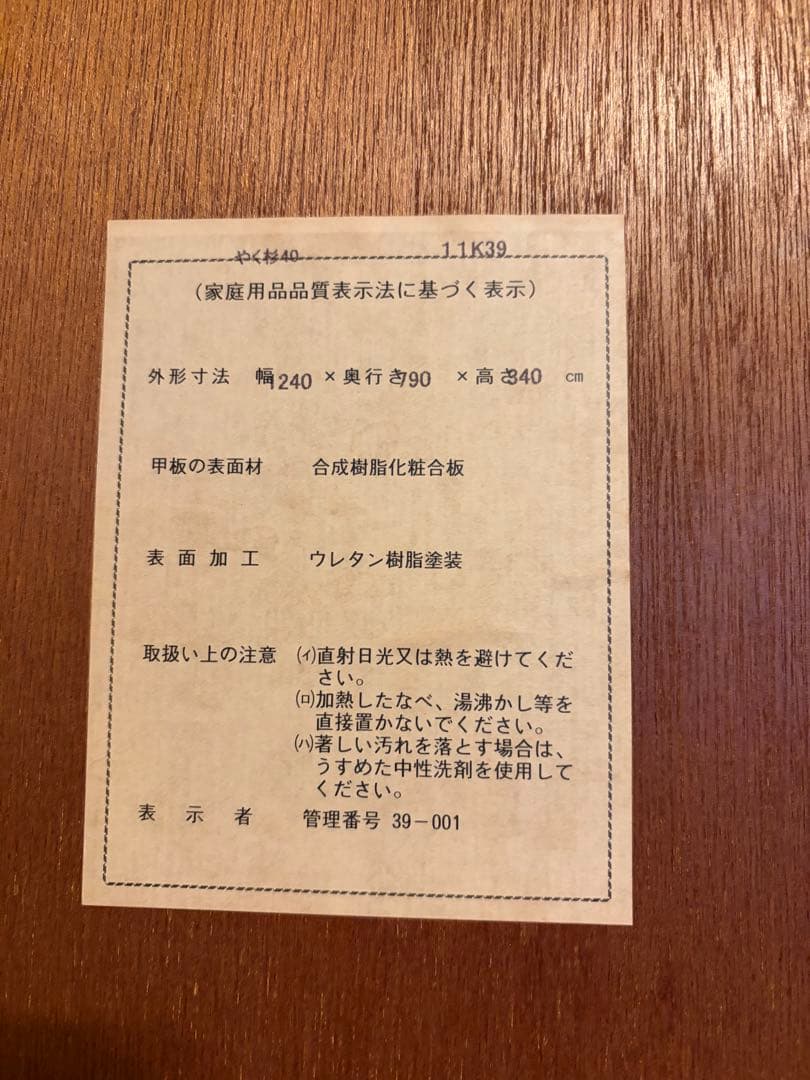 やく杉40 11K39
(家庭用品品質表示法に基づく表示)
外形寸法 幅1240 ×奥行き790 ×高さ340 cm
甲板の表面材 合成樹脂化粧合板
表面加工 ウレタン樹脂塗装
取扱い上の注意 ㈑直射日光又は熱を避けてくだ
さい。
㈺加熱したなべ、湯沸かし等を
直接置かないでください。
(ハ)著しい汚れを落とす場合は、
うすめた中性洗剤を使用して
ください。
表示者 管理番号 39-001